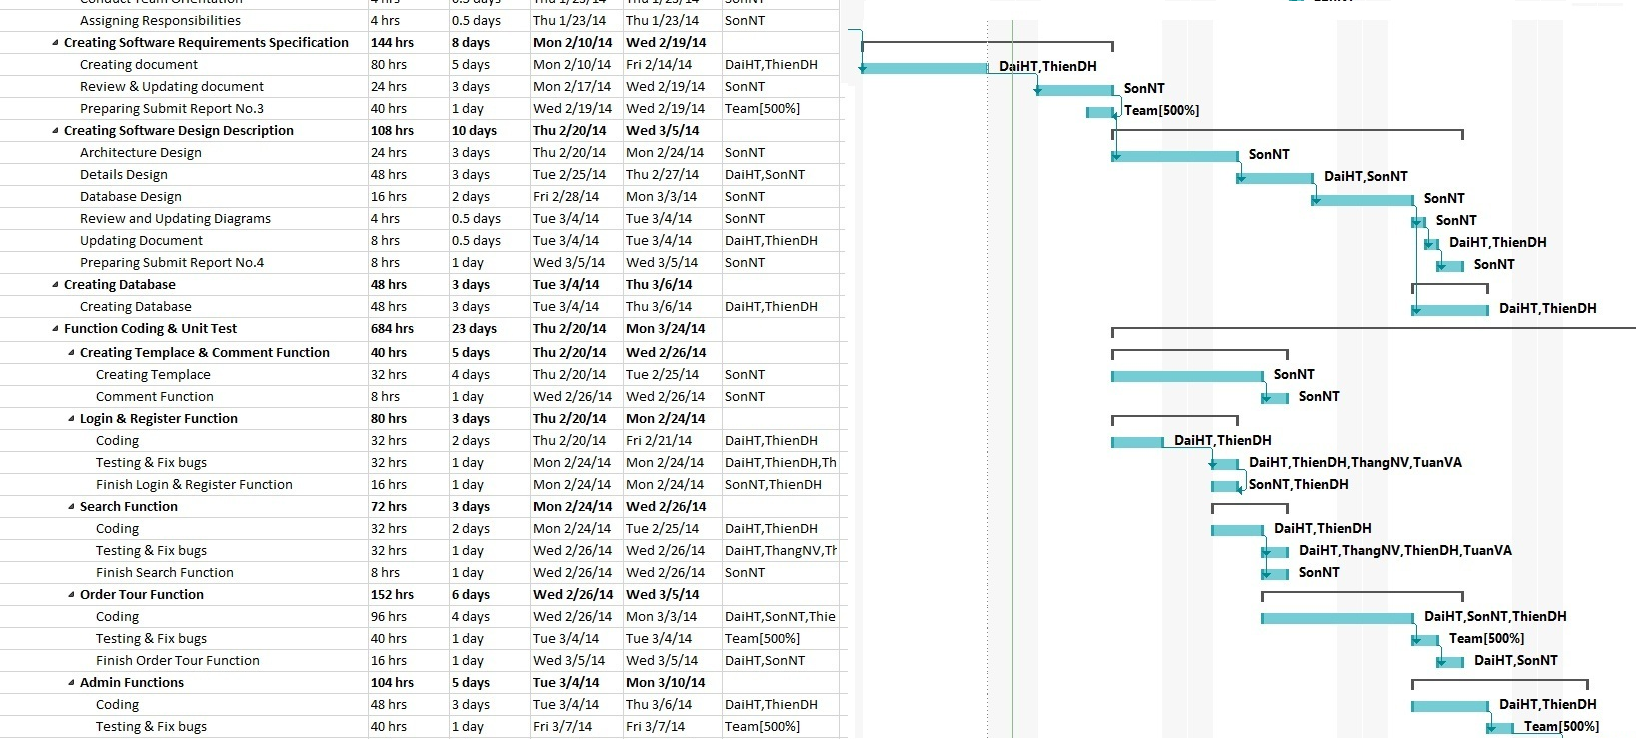 Conduct Team Orientation 4 hrs 0.5 days Thu 1/23/14 Thu 1/23/14 SonNT
Assigning Responsibilities 4 hrs 0.5 days Thu 1/23/14 Thu 1/23/14 SonNT
Creating Software Requirements Specification 144 hrs 8 days Mon 2/10/14 Wed 2/19/14
Creating document 80 hrs 5 days Mon 2/10/14 Fri 2/14/14 DaiHT,ThienDH DaiHT,ThienDH
Review & Updating document 24 hrs 3 days Mon 2/17/14 Wed 2/19/14 SonNT SonNT
Preparing Submit Report No.3 40 hrs 1 day Wed 2/19/14 Wed 2/19/14 Team[500%] Team[500%]
Creating Software Design Description 108 hrs 10 days Thu 2/20/14 Wed 3/5/14
Architecture Design 24 hrs 3 days Thu 2/20/14 Mon 2/24/14 SonNT SonNT
Details Design 48 hrs 3 days Tue 2/25/14 Thu 2/27/14 DaiHT,SonNT DaiHT,SonNT
Database Design 16 hrs 2 days Fri 2/28/14 Mon 3/3/14 SonNT SonNT
Review and Updating Diagrams 4 hrs 0.5 days Tue 3/4/14 Tue 3/4/14 SonNT SonNT
Updating Document 8 hrs 0.5 days Tue 3/4/14 Tue 3/4/14 DaiHT,ThienDH DaiHT,ThienDH
Preparing Submit Report No.4 8 hrs 1 day Wed 3/5/14 Wed 3/5/14 SonNT SonNT
Creating Database 48 hrs 3 days Tue 3/4/14 Thu 3/6/14
Creating Database 48 hrs 3 days Tue 3/4/14 Thu 3/6/14 DaiHT,ThienDH DaiHT,ThienDH
Function Coding & Unit Test 684 hrs 23 days Thu 2/20/14 Mon 3/24/14
Creating Templace & Comment Function 40 hrs 5 days Thu 2/20/14 Wed 2/26/14
Creating Templace 32 hrs 4 days Thu 2/20/14 Tue 2/25/14 SonNT SonNT
Comment Function 8 hrs 1 day Wed 2/26/14 Wed 2/26/14 SonNT SonNT
Login & Register Function 80 hrs 3 days Thu 2/20/14 Mon 2/24/14
Coding 32 hrs 2 days Thu 2/20/14 Fri 2/21/14 DaiHT,ThienDH DaiHT,ThienDH
Testing & Fix bugs 32 hrs 1 day Mon 2/24/14 Mon 2/24/14 DaiHT,ThienDH,Th DaiHT,ThienDH,ThangNV,TuanVA
Finish Login & Register Function 16 hrs 1 day Mon 2/24/14 Mon 2/24/14 SonNT,ThienDH SonNT,ThienDH
Search Function 72 hrs 3 days Mon 2/24/14 Wed 2/26/14
Coding 32 hrs 2 days Mon 2/24/14 Tue 2/25/14 DaiHT,ThienDH DaiHT,ThienDH
Testing & Fix bugs 32 hrs 1 day Wed 2/26/14 Wed 2/26/14 DaiHT,ThangNV,Th DaiHT,ThangNV,ThienDH,TuanVA
Finish Search Function 8 hrs 1 day Wed 2/26/14 Wed 2/26/14 SonNT SonNT
Order Tour Function 152 hrs 6 days Wed 2/26/14 Wed 3/5/14
Coding 96 hrs 4 days Wed 2/26/14 Mon 3/3/14 DaiHT,SonNT,Thie DaiHT,SonNT,ThienDH
Testing & Fix bugs 40 hrs 1 day Tue 3/4/14 Tue 3/4/14 Team[500%] Team[500%]
Finish Order Tour Function 16 hrs 1 day Wed 3/5/14 Wed 3/5/14 DaiHT,SonNT DaiHT,SonNT
Admin Functions 104 hrs 5 days Tue 3/4/14 Mon 3/10/14
Coding 48 hrs 3 days Tue 3/4/14 Thu 3/6/14 DaiHT,ThienDH DaiHT,ThienDH
Testing & Fix bugs 40 hrs 1 day Fri 3/7/14 Fri 3/7/14 Team[500%] Team[500%]